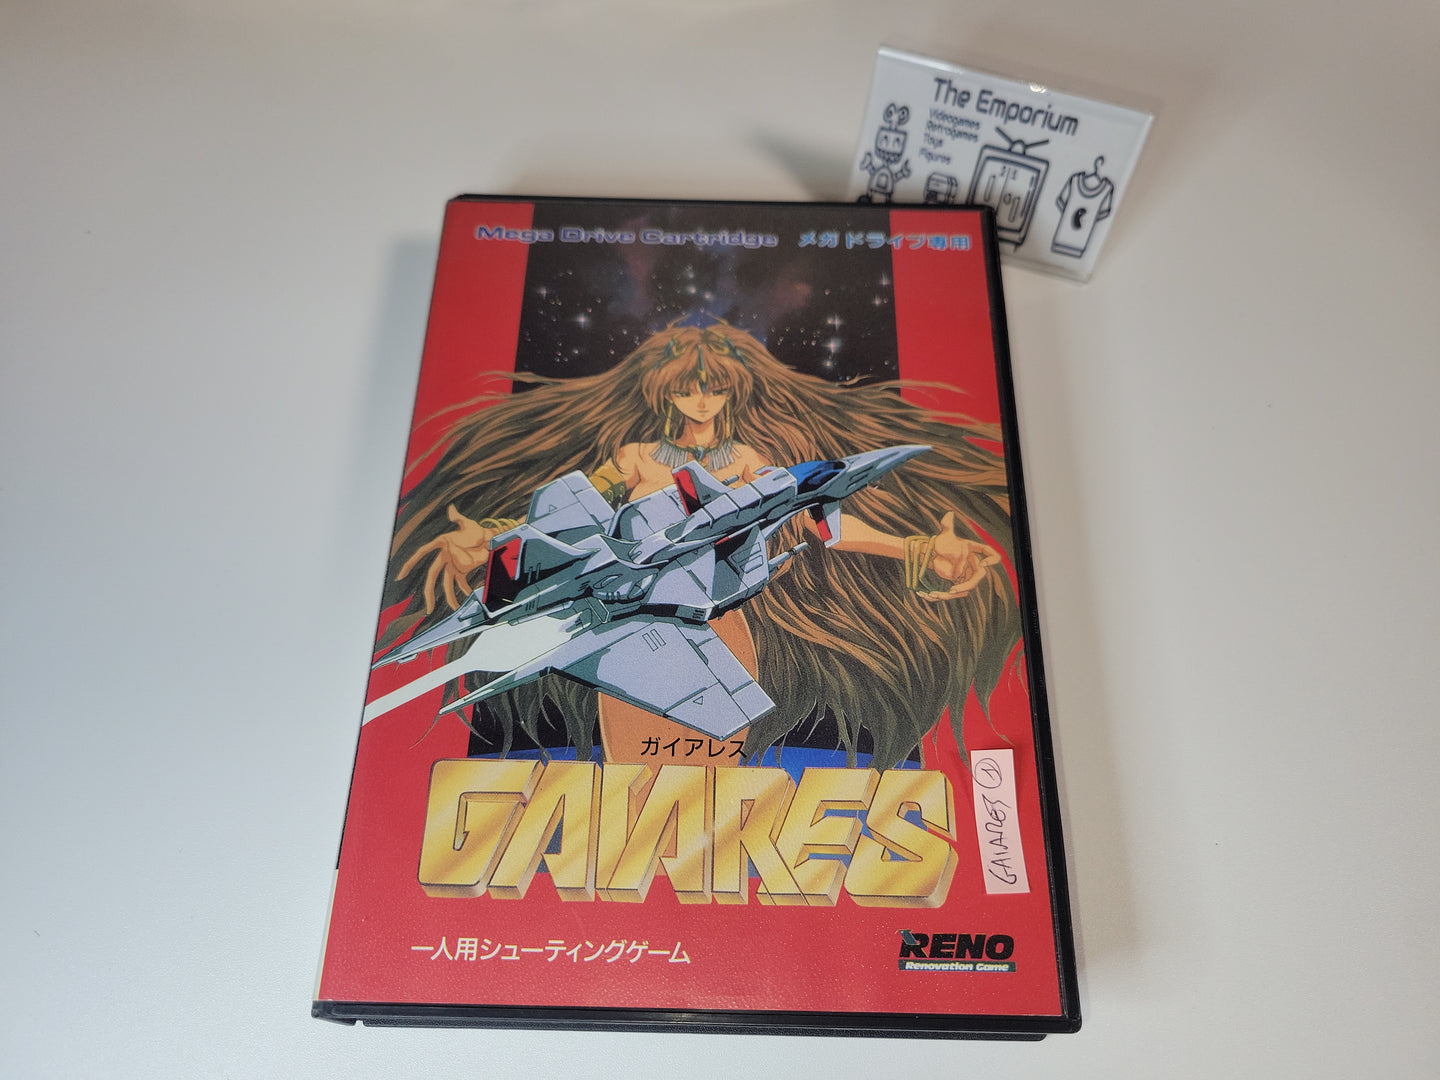 The Emporium
Videogames
Retrogames
Toys
Figures
Mega Drive Cartridge メガドライブ専用
ガイアレス
GAIARES
GAIARES 1
一人用シューティングゲーム
RENO
Renovation Game